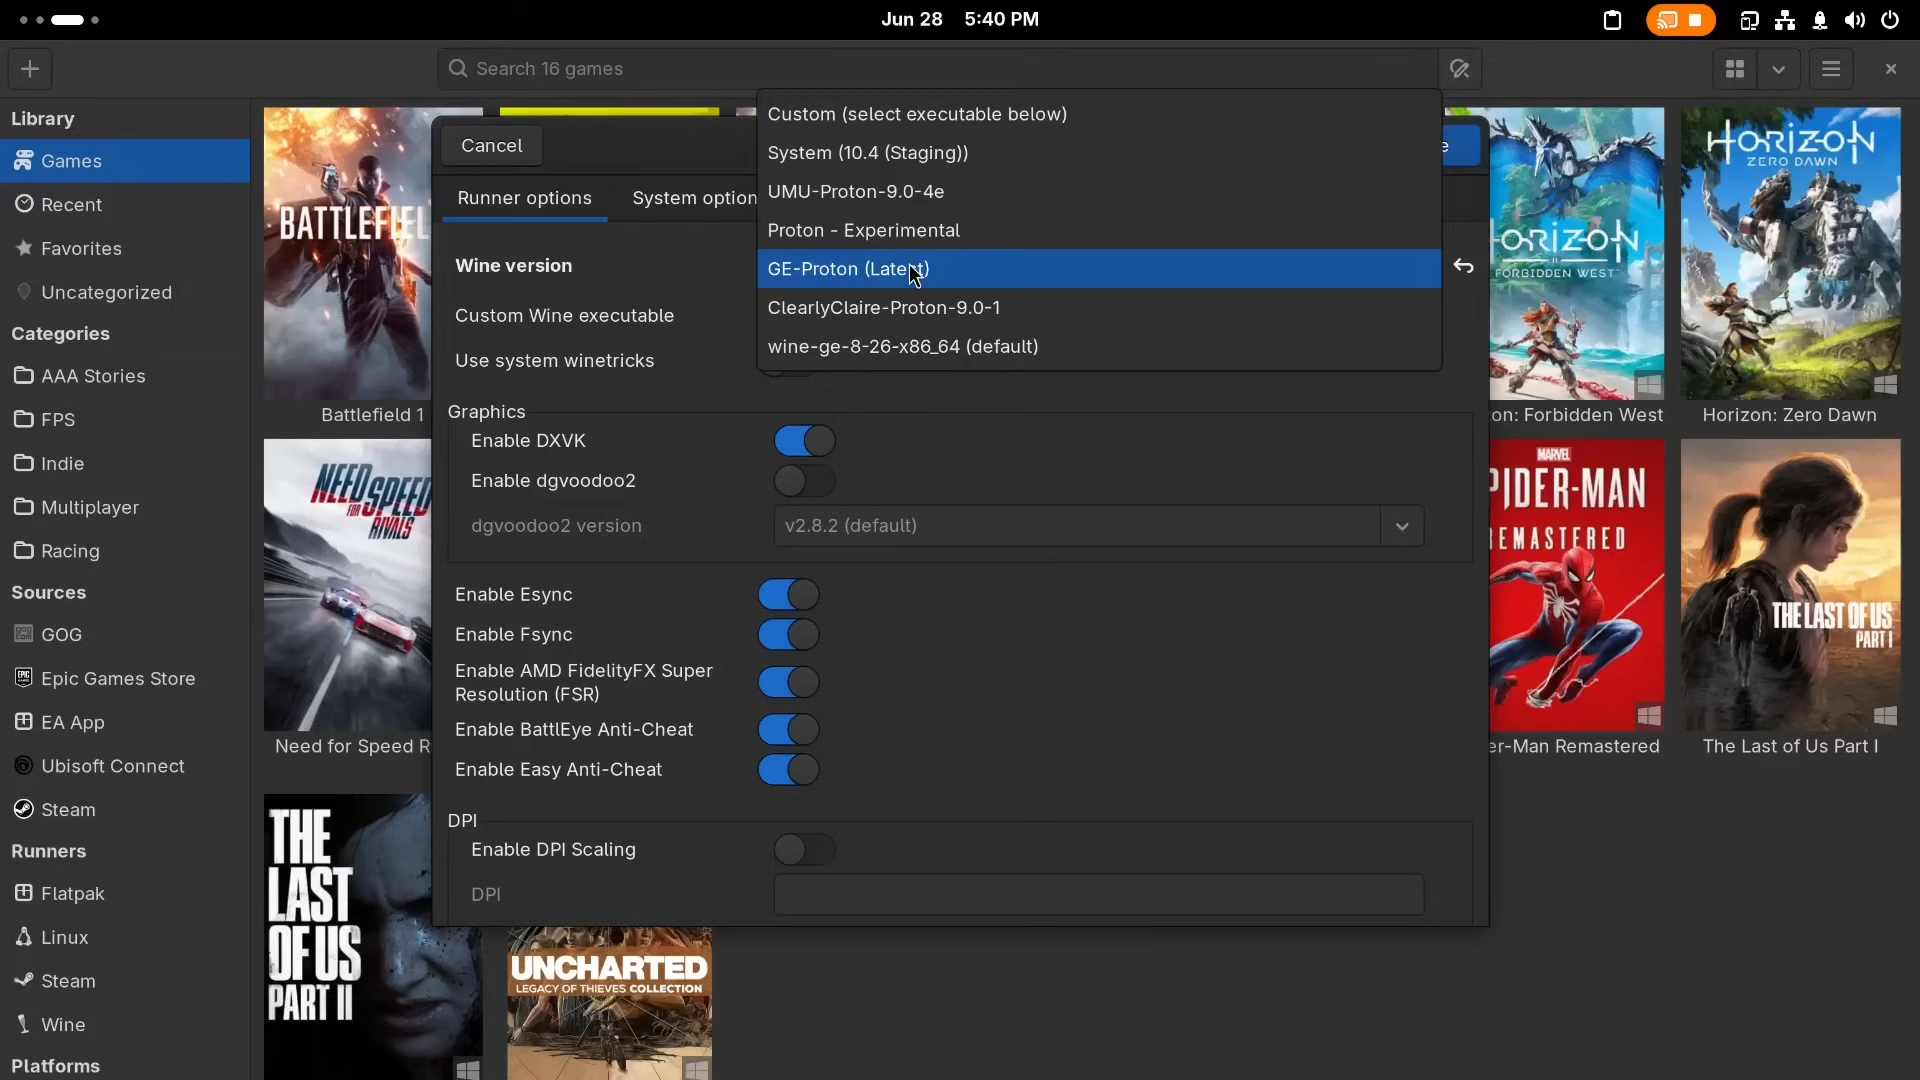 Jun 28 5:40 PM
Search 16 games
Library
Games
Recent
Favorites
Uncategorized
Categories
AAA Stories
FPS
Indie
Multiplayer
Racing
Sources
GOG
Epic Games Store
EA App
Ubisoft Connect
Steam
Runners
Flatpak
Linux
Steam
Wine
Platforms
Cancel
e
Runner options
System option
Wine version
Custom Wine executable
Use system winetricks
Custom (select executable below)
System (10.4 (Staging))
UMU-Proton-9.0-4e
Proton - Experimental
GE-Proton (Latest)
ClearlyClaire-Proton-9.0-1
wine-ge-8-26-x86_64 (default)
Graphics
Enable DXVK
Enable dgvoodoo2
dgvoodoo2 version
v2.8.2 (default)
Enable Esync
Enable Fsync
Enable AMD FidelityFX Super
Resolution (FSR)
Enable BattlEye Anti-Cheat
Enable Easy Anti-Cheat
DPI
Enable DPI Scaling
DPI
BATTLEFIEL
Battlefield 1
ORIZON
FORBIDDEN WEST
on: Forbidden West
HORIZON
ZERO DAWN
Horizon: Zero Dawn
NEED
FOR
SPEED
RIVALS
Need for Speed R
MARVEL
PIDER-MAN
REMASTERED
er-Man Remastered
THE LAST OF US
PART I
The Last of Us Part I
THE
LAST
OF US
PART II
UNCHARTED
LEGACY OF THIEVES COLLECTION